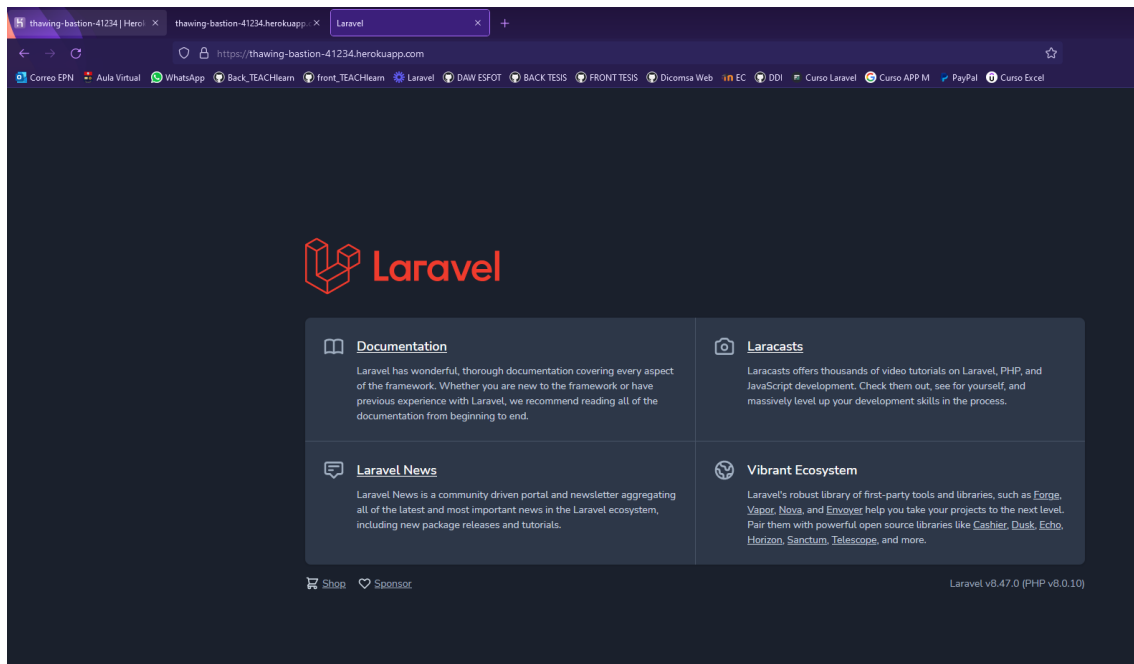 thawing-bastion-41234 | Herok
thawing-bastion-41234.herokuapp.c
Laravel
https://thawing-bastion-41234.herokuapp.com
Correo EPN Aula Virtual WhatsApp Back_TEACHlearn front_TEACHlearn Laravel DAW ESFOT BACK TESIS FRONT TESIS Dicomsa Web EC DDI Curso Laravel Curso APP M PayPal Curso Excel
Laravel
Documentation
Laravel has wonderful, thorough documentation covering every aspect
of the framework. Whether you are new to the framework or have
previous experience with Laravel, we recommend reading all of the
documentation from beginning to end.
Laracasts
Laracasts offers thousands of video tutorials on Laravel, PHP, and
JavaScript development. Check them out, see for yourself, and
massively level up your development skills in the process.
Laravel News
Laravel News is a community driven portal and newsletter aggregating
all of the latest and most important news in the Laravel ecosystem,
including new package releases and tutorials.
Vibrant Ecosystem
Laravel's robust library of first-party tools and libraries, such as Forge,
Vapor, Nova, and Envoyer help you take your projects to the next level.
Pair them with powerful open source libraries like Cashier, Dusk, Echo,
Horizon, Sanctum, Telescope, and more.
Shop Sponsor
Laravel v8.47.0 (PHP v8.0.10)